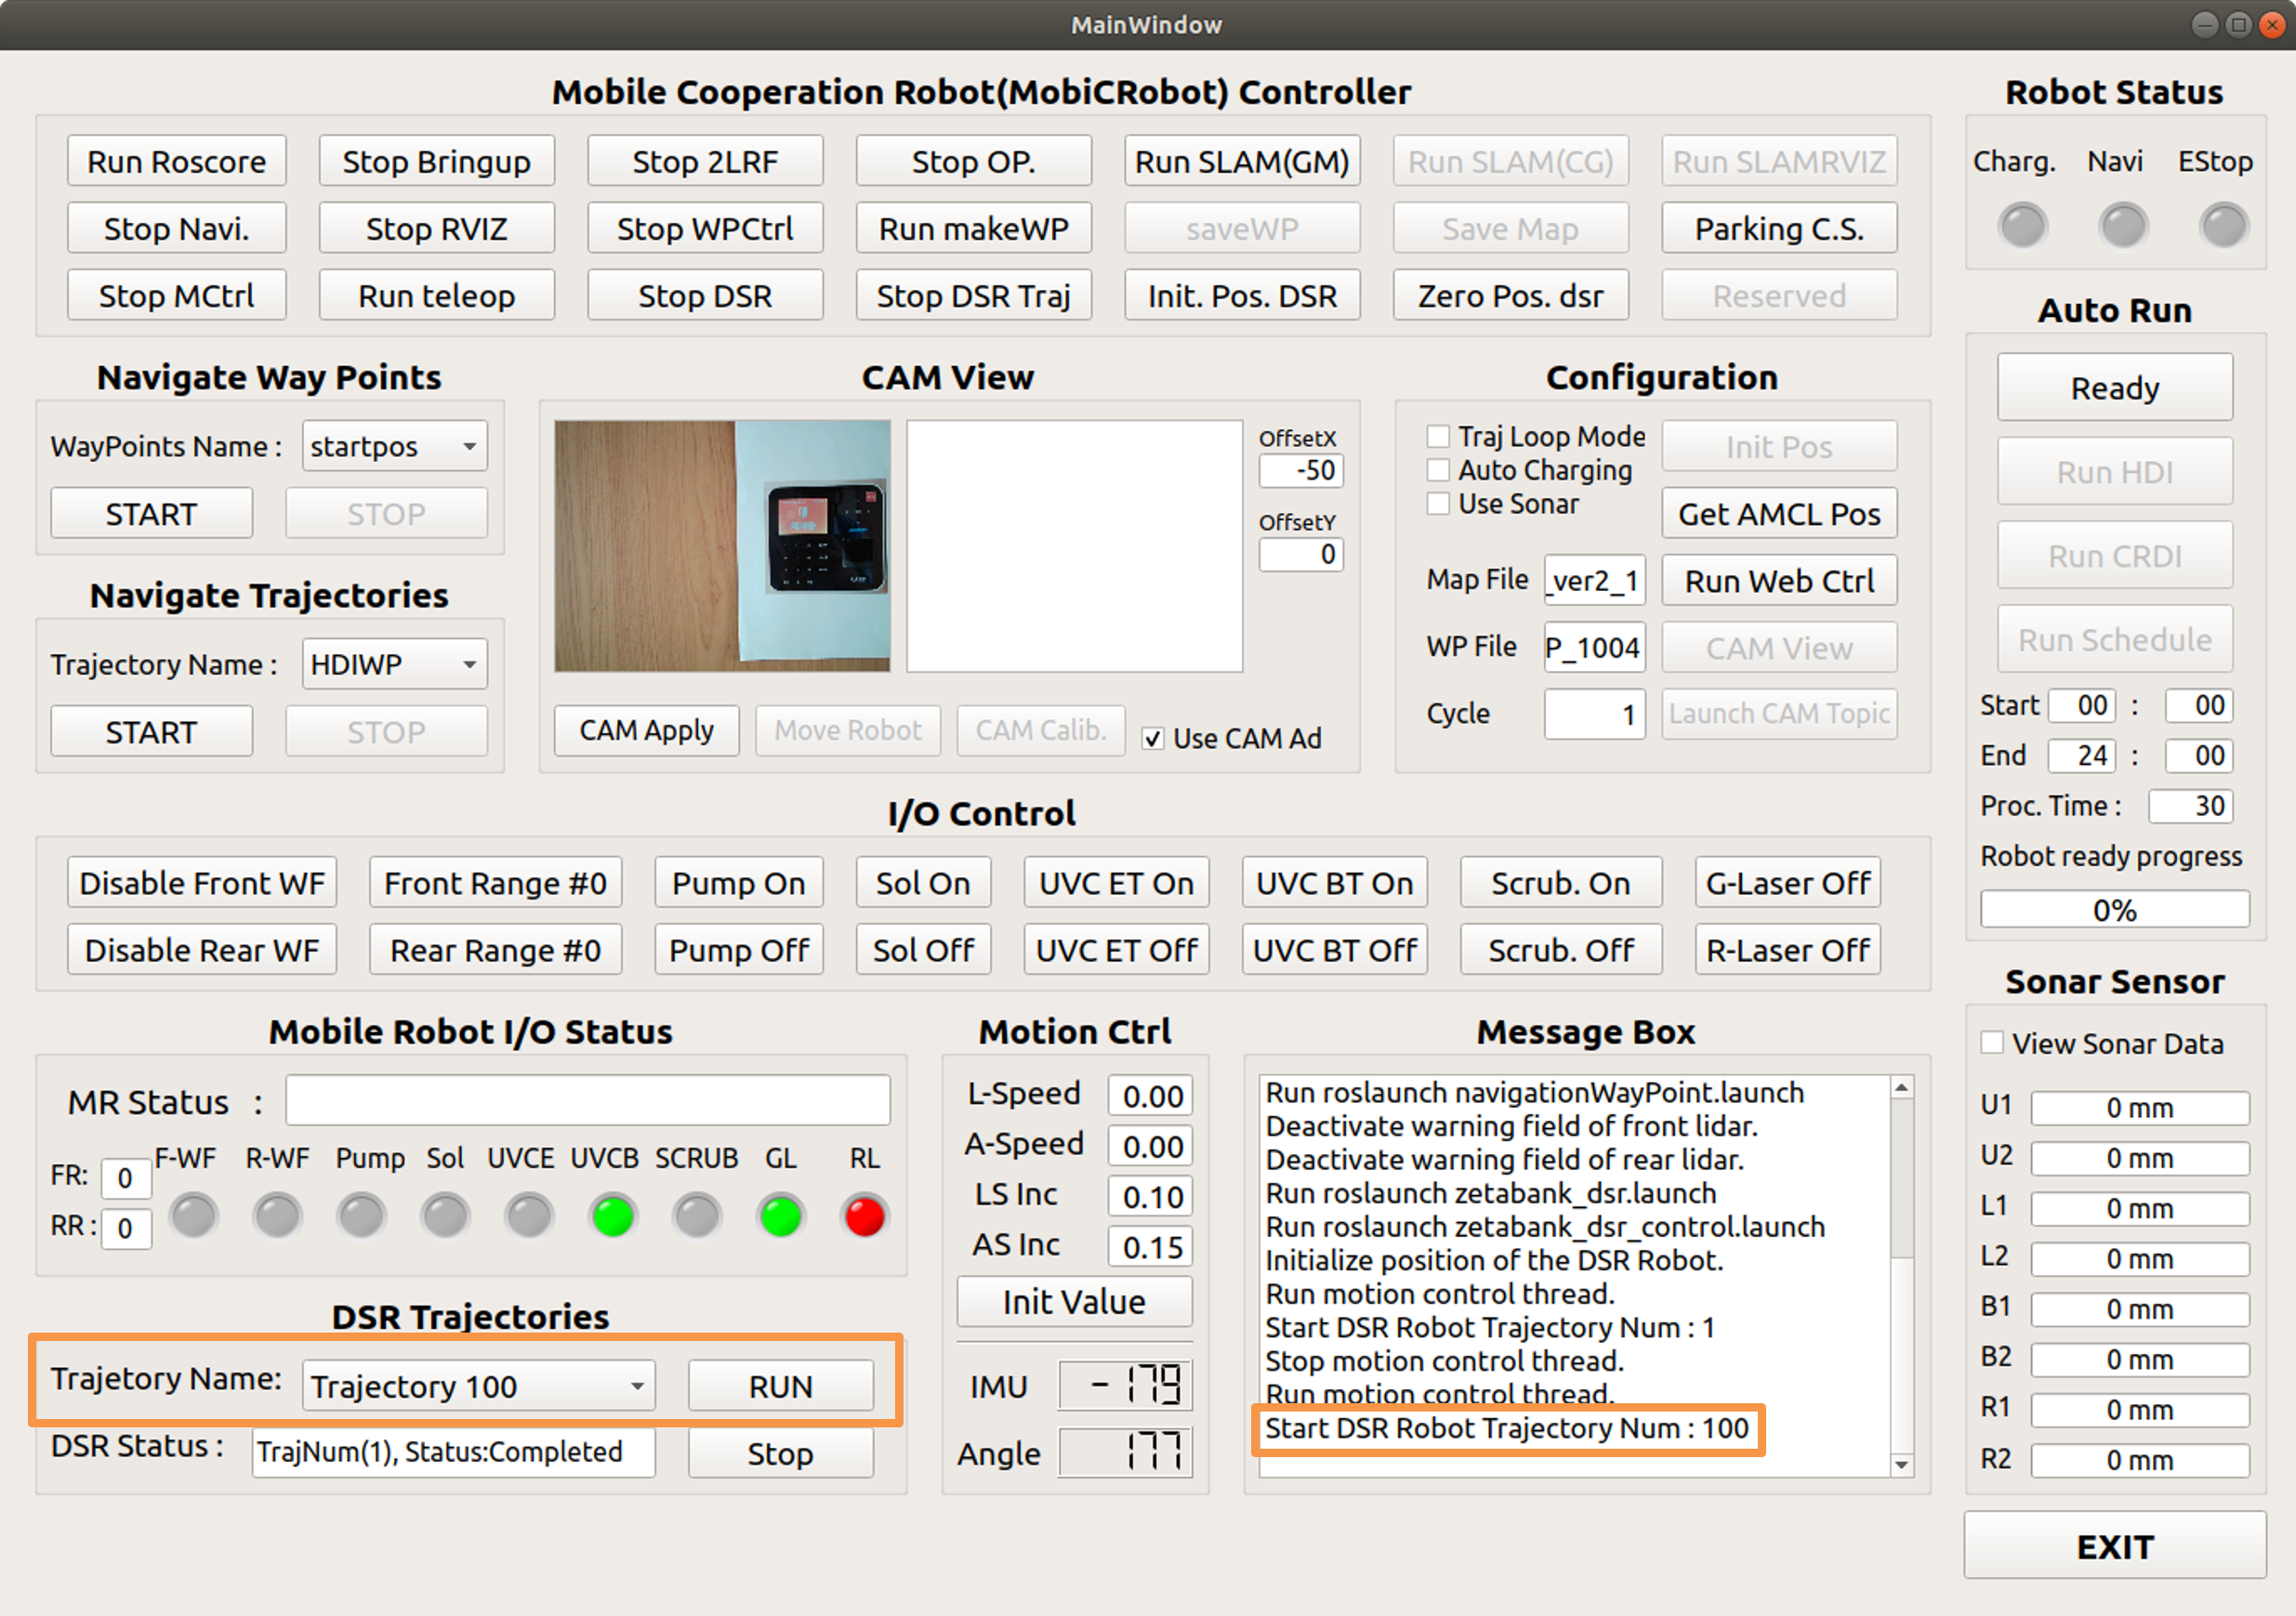 MainWindow
Mobile Cooperation Robot(MobiCRobot) Controller
Run Roscore
Stop Bringup
Stop 2LRF
Stop OP.
Run SLAM(GM)
Run SLAM(CG)
Run SLAMRVIZ
Stop Navi.
Stop RVIZ
Stop WPCtrl
Run makeWP
saveWP
Save Map
Parking C.S.
Stop MCtrl
Run teleop
Stop DSR
Stop DSR Traj
Init. Pos. DSR
Zero Pos. dsr
Reserved
Robot Status
Charg. Navi EStop
Navigate Way Points
WayPoints Name : startpos
START
STOP
Navigate Trajectories
Trajectory Name : HDIWP
START
STOP
CAM View
OffsetX
-50
OffsetY
0
CAM Apply
Move Robot
CAM Calib.
Use CAM Ad
Configuration
Traj Loop Mode
Auto Charging
Use Sonar
Init Pos
Get AMCL Pos
Map File _ver2_1
Run Web Ctrl
WP File P_1004
CAM View
Cycle 1
Launch CAM Topic
Auto Run
Ready
Run HDI
Run CRDI
Run Schedule
Start 00 : 00
End 24 : 00
Proc. Time : 30
Robot ready progress
0%
I/O Control
Disable Front WF
Front Range #0
Pump On
Sol On
UVC ET On
UVC BT On
Scrub. On
G-Laser Off
Disable Rear WF
Rear Range #0
Pump Off
Sol Off
UVC ET Off
UVC BT Off
Scrub. Off
R-Laser Off
Mobile Robot I/O Status
MR Status :
F-WF R-WF Pump Sol UVCE UVCB SCRUB GL RL
FR: 0
RR : 0
DSR Trajectories
Trajetory Name: Trajectory 100
RUN
DSR Status : TrajNum(1), Status:Completed
Stop
Motion Ctrl
L-Speed 0.00
A-Speed 0.00
LS Inc 0.10
AS Inc 0.15
Init Value
IMU -179
Angle 177
Message Box
Run roslaunch navigationWayPoint.launch
Deactivate warning field of front lidar.
Deactivate warning field of rear lidar.
Run roslaunch zetabank_dsr.launch
Run roslaunch zetabank_dsr_control.launch
Initialize position of the DSR Robot.
Run motion control thread.
Start DSR Robot Trajectory Num : 1
Stop motion control thread.
Run motion control thread.
Start DSR Robot Trajectory Num : 100
Sonar Sensor
View Sonar Data
U1 0 mm
U2 0 mm
L1 0 mm
L2 0 mm
B1 0 mm
B2 0 mm
R1 0 mm
R2 0 mm
EXIT